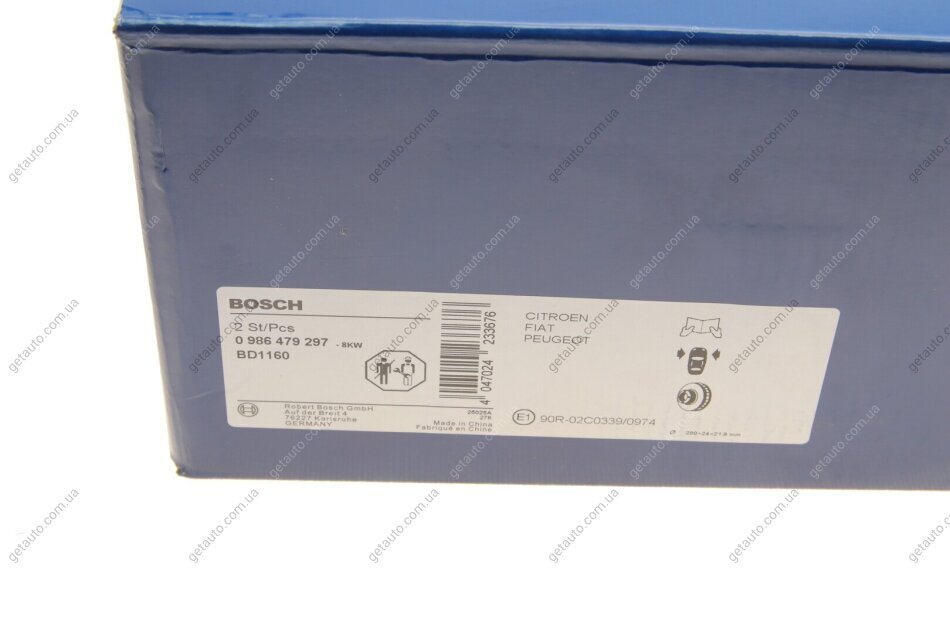 BOSCH
2 St/Pcs
0 986 479 297 - 8KW
BD1160
4 047024 233676
Robert Bosch GmbH
Auf der Breit 4
76227 Karlsruhe
GERMANY
Made in China
Fabriqué en Chine
CITROEN
FIAT
PEUGEOT
E1 90R-02C0339/0974
getauto.com.ua